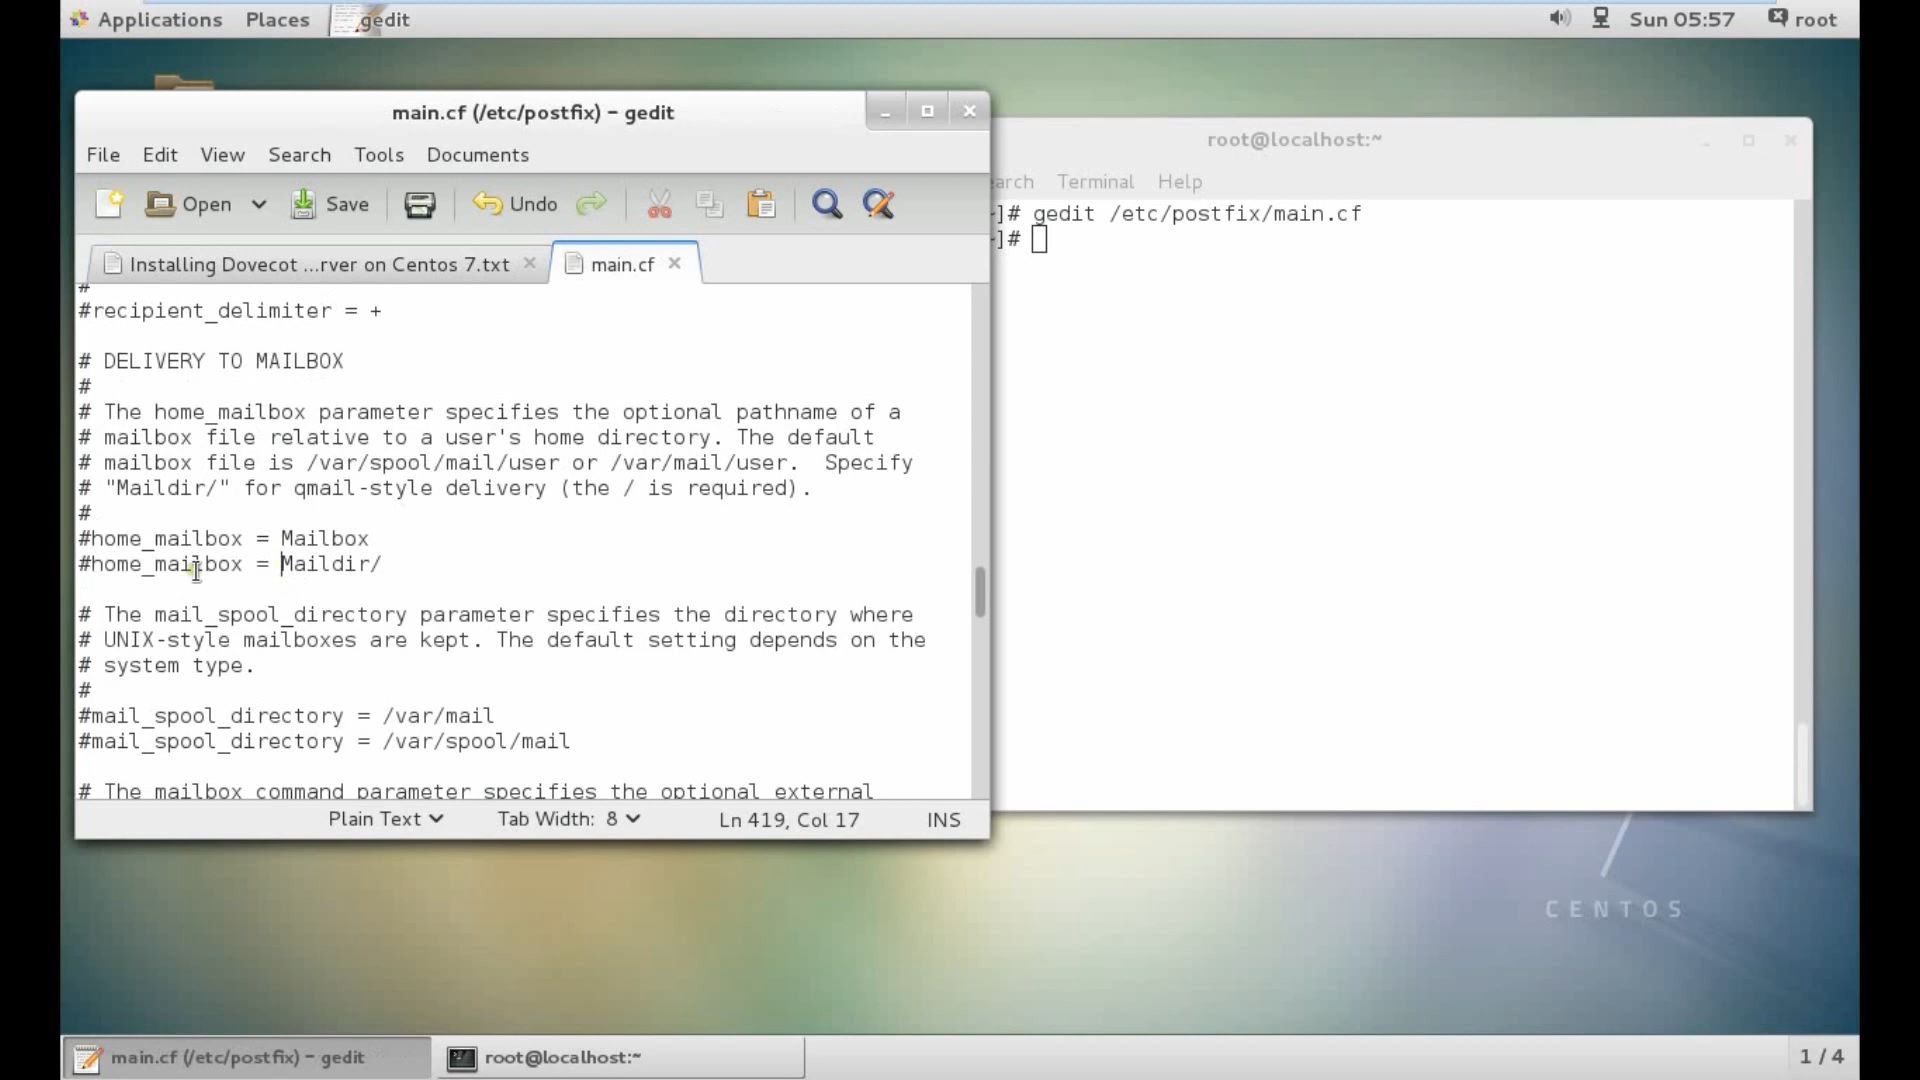 Applications Places gedit Sun 05:57 root
main.cf (/etc/postfix) – gedit
File Edit View Search Tools Documents
Open Save Undo
Installing Dovecot ...rver on Centos 7.txt main.cf
#
#recipient_delimiter = +
# DELIVERY TO MAILBOX
#
# The home_mailbox parameter specifies the optional pathname of a
# mailbox file relative to a user's home directory. The default
# mailbox file is /var/spool/mail/user or /var/mail/user.  Specify
# "Maildir/" for qmail-style delivery (the / is required).
#
#home_mailbox = Mailbox
#home_mailbox = Maildir/
# The mail_spool_directory parameter specifies the directory where
# UNIX-style mailboxes are kept. The default setting depends on the
# system type.
#
#mail_spool_directory = /var/mail
#mail_spool_directory = /var/spool/mail
# The mailbox command parameter specifies the optional external
Plain Text Tab Width: 8 Ln 419, Col 17 INS
root@localhost:~
arch Terminal Help
~]# gedit /etc/postfix/main.cf
~]#
CENTOS
main.cf (/etc/postfix) – gedit root@localhost:~ 1 / 4